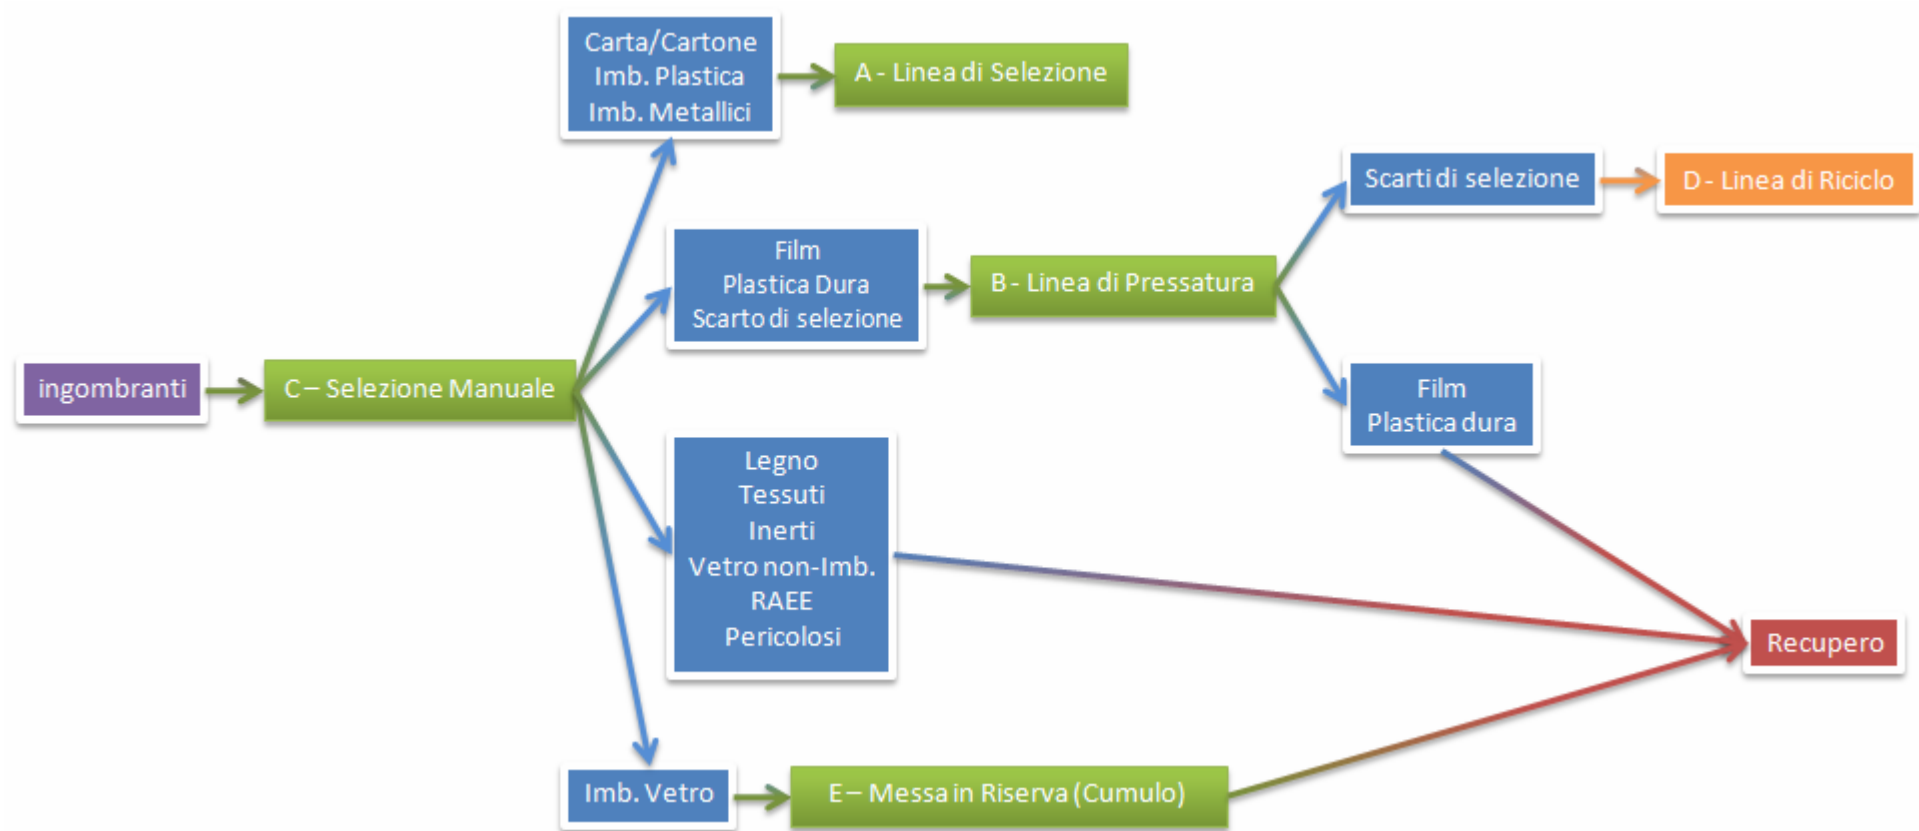 Carta/Cartone
Imb. Plastica
Imb. Metallici
A - Linea di Selezione
Scarti di selezione
D - Linea di Riciclo
Film
Plastica Dura
Scarto di selezione
B - Linea di Pressatura
ingombranti
C – Selezione Manuale
Film
Plastica dura
Legno
Tessuti
Inerti
Vetro non-Imb.
RAEE
Pericolosi
Recupero
Imb. Vetro
E – Messa in Riserva (Cumulo)